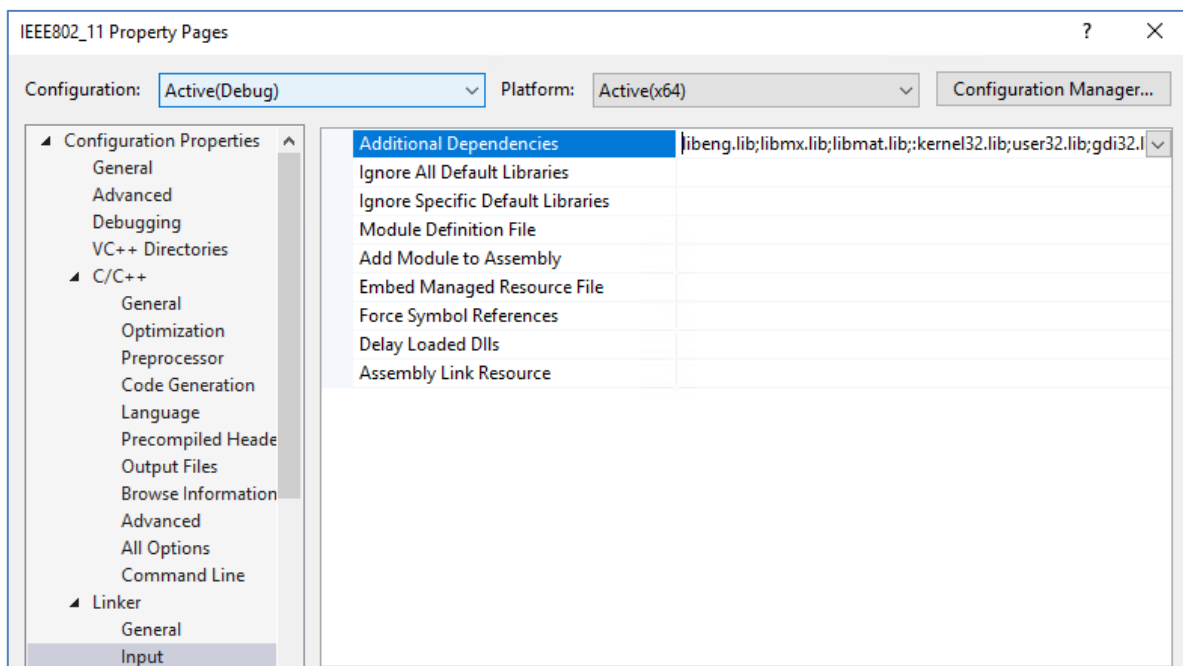 IEEE802_11 Property Pages
? ×
Configuration: Active(Debug) Platform: Active(x64) Configuration Manager...
Configuration Properties
General
Advanced
Debugging
VC++ Directories
C/C++
General
Optimization
Preprocessor
Code Generation
Language
Precompiled Heade
Output Files
Browse Information
Advanced
All Options
Command Line
Linker
General
Input
Additional Dependencies libeng.lib;libmx.lib;libmat.lib;:kernel32.lib;user32.lib;gdi32.l
Ignore All Default Libraries
Ignore Specific Default Libraries
Module Definition File
Add Module to Assembly
Embed Managed Resource File
Force Symbol References
Delay Loaded Dlls
Assembly Link Resource